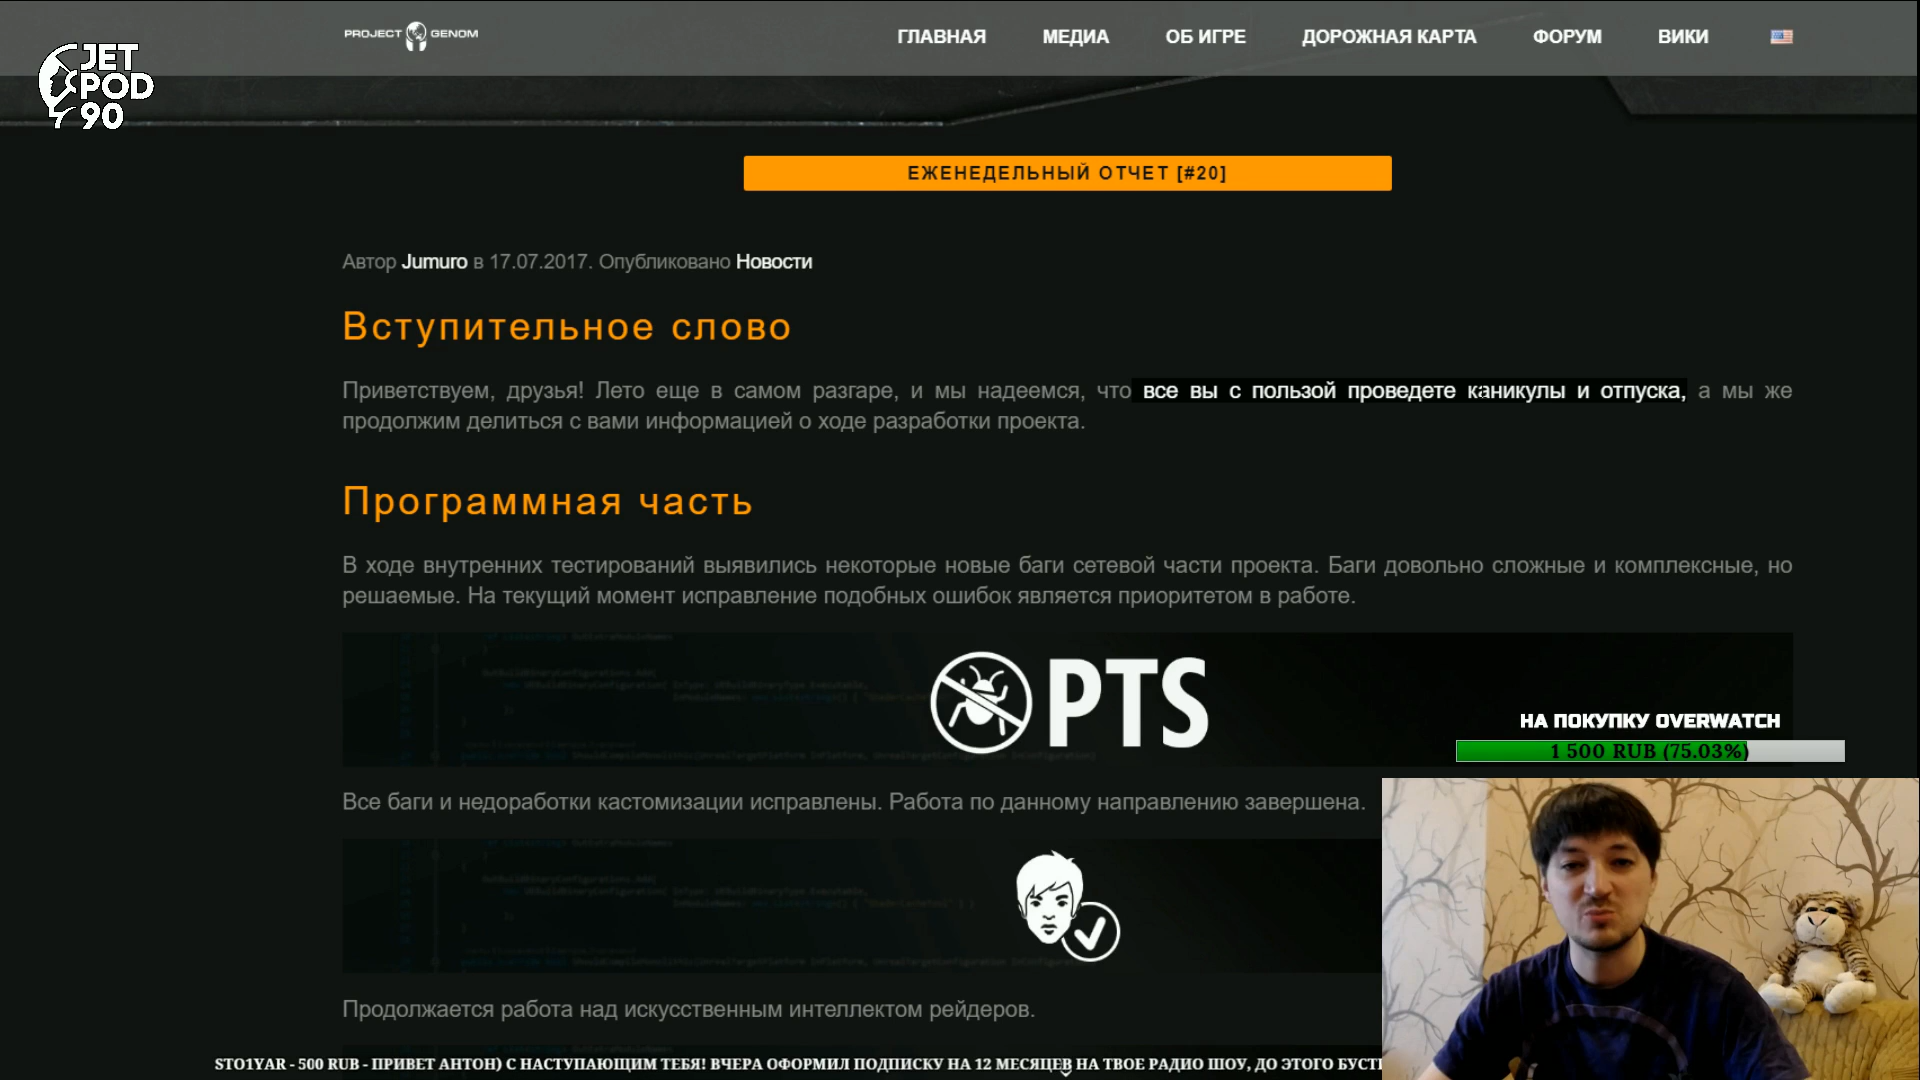 PROJECT GENOM
ГЛАВНАЯ
МЕДИА
ОБ ИГРЕ
ДОРОЖНАЯ КАРТА
ФОРУМ
ВИКИ
JET
POD
90
ЕЖЕНЕДЕЛЬНЫЙ ОТЧЕТ [#20]
Автор Jumuro в 17.07.2017. Опубликовано Новости
Вступительное слово
Приветствуем, друзья! Лето еще в самом разгаре, и мы надеемся, что все вы с пользой проведете каникулы и отпуска, а мы же
продолжим делиться с вами информацией о ходе разработки проекта.
Программная часть
В ходе внутренних тестирований выявились некоторые новые баги сетевой части проекта. Баги довольно сложные и комплексные, но
решаемые. На текущий момент исправление подобных ошибок является приоритетом в работе.
PTS
НА ПОКУПКУ OVERWATCH
1 500 RUB (75.03%)
Все баги и недоработки кастомизации исправлены. Работа по данному направлению завершена.
Продолжается работа над искусственным интеллектом рейдеров.
STO1YAR - 500 RUB - ПРИВЕТ АНТОН) С НАСТУПАЮЩИМ ТЕБЯ! ВЧЕРА ОФОРМИЛ ПОДПИСКУ НА 12 МЕСЯЦЕВ НА ТВОЕ РАДИО ШОУ, ДО ЭТОГО